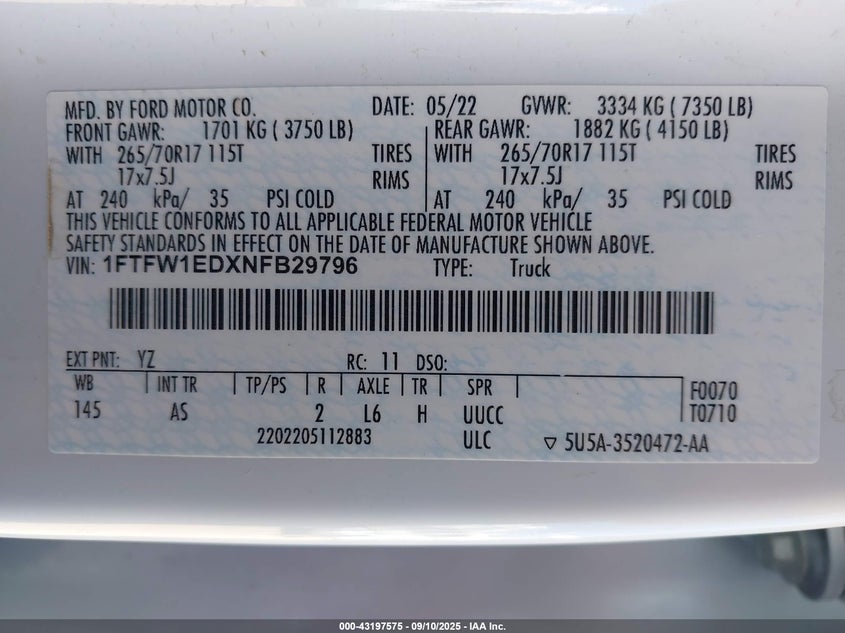 MFD. BY FORD MOTOR CO. DATE: 05/22 GVWR: 3334 KG ( 7350 LB)
FRONT GAWR: 1701 KG ( 3750 LB) REAR GAWR: 1882 KG ( 4150 LB)
WITH 265/70R17 115T TIRES WITH 265/70R17 115T TIRES
17x7.5J RIMS 17x7.5J RIMS
AT 240 kPa/ 35 PSI COLD AT 240 kPa/ 35 PSI COLD
THIS VEHICLE CONFORMS TO ALL APPLICABLE FEDERAL MOTOR VEHICLE
SAFETY STANDARDS IN EFFECT ON THE DATE OF MANUFACTURE SHOWN ABOVE.
VIN: 1FTFW1EDXNFB29796 TYPE: Truck
EXT PNT: YZ RC: 11 DSO:
WB INT TR TP/PS R AXLE TR SPR F0070
145 AS 2 L6 H UUCC T0710
2202205112883 ULC ▽ 5U5A-3520472-AA
000-43197575 - 09/10/2025 - IAA Inc.